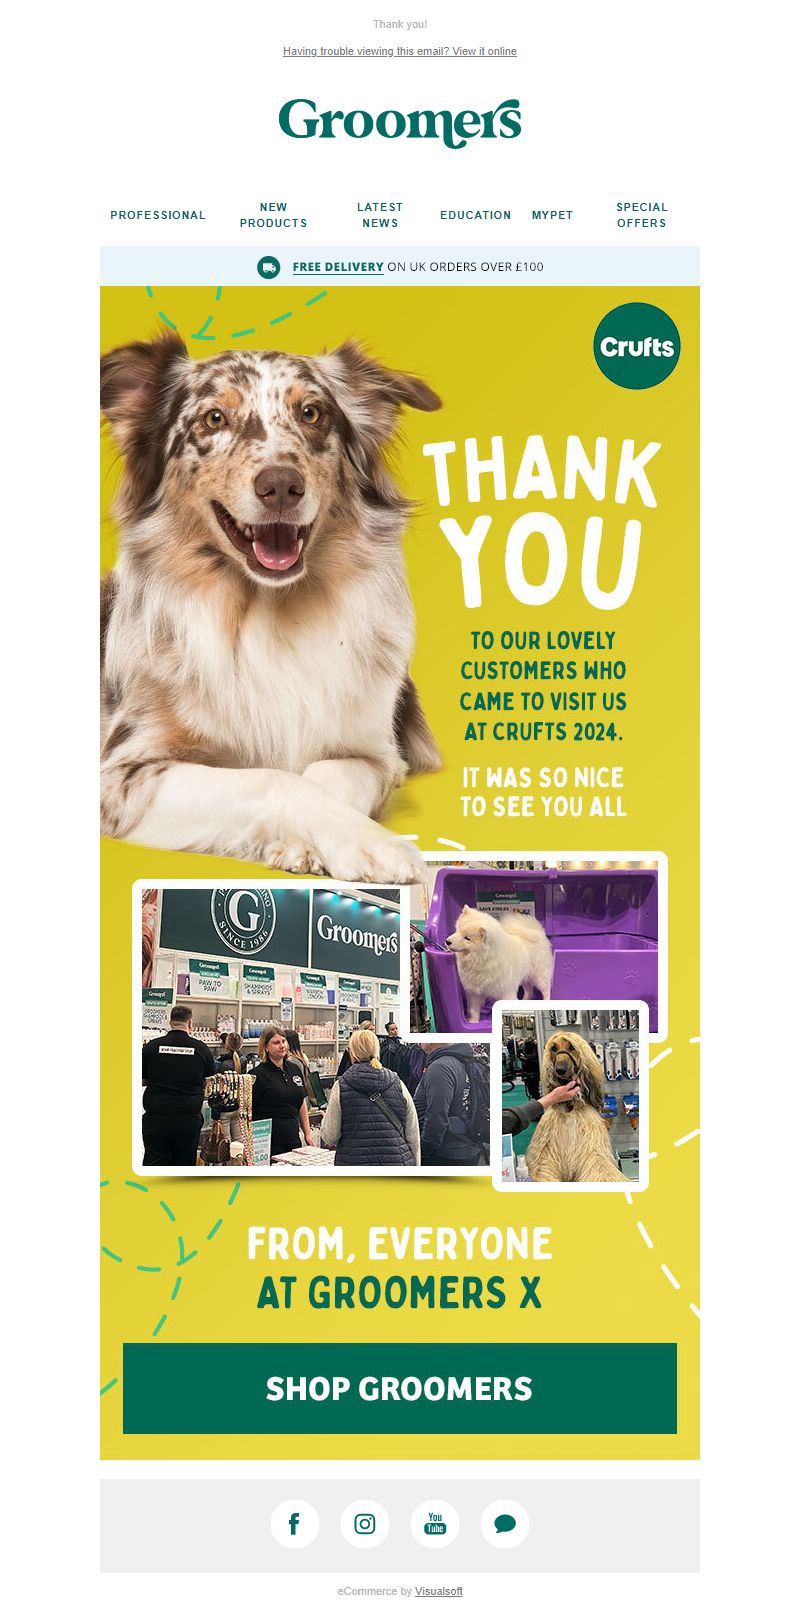 Thank you!
Having trouble viewing this email? View it online
Groomers
PROFESSIONAL
NEW
PRODUCTS
LATEST
NEWS
EDUCATION
MYPET
SPECIAL
OFFERS
FREE DELIVERY ON UK ORDERS OVER £100
Crufts
THANK
YOU
TO OUR LOVELY
CUSTOMERS WHO
CAME TO VISIT US
AT CRUFTS 2024.
IT WAS SO NICE
TO SEE YOU ALL
G
SINCE 1986
Groomers
PAW TO
PAW
SHAMPOOS
& SPRAYS
FROM, EVERYONE
AT GROOMERS X
SHOP GROOMERS
f
You
Tube
eCommerce by Visualsoft